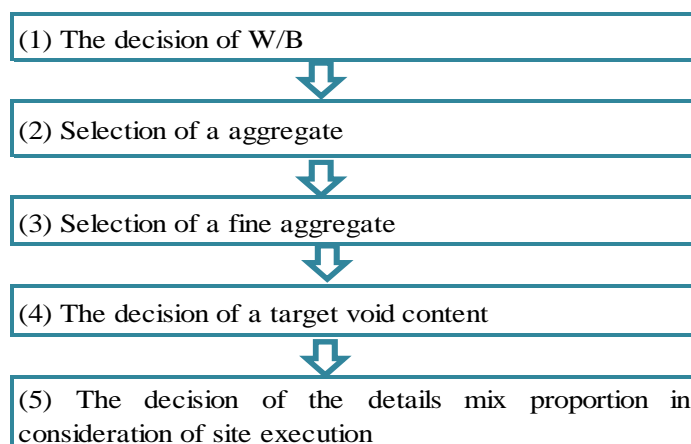 (1) The decision of W/B
(2) Selection of a aggregate
(3) Selection of a fine aggregate
(4) The decision of a target void content
(5) The decision of the details mix proportion in
consideration of site execution